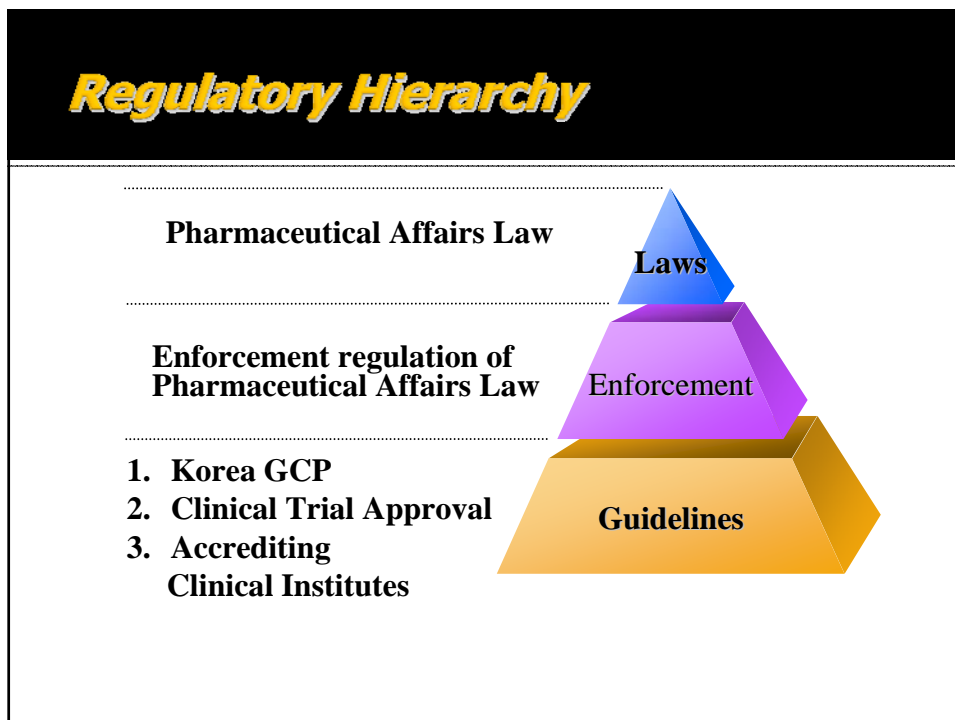 Regulatory Hierarchy
Pharmaceutical Affairs Law
Laws
Enforcement regulation of
Pharmaceutical Affairs Law
Enforcement
1. Korea GCP
2. Clinical Trial Approval
3. Accrediting
Clinical Institutes
Guidelines